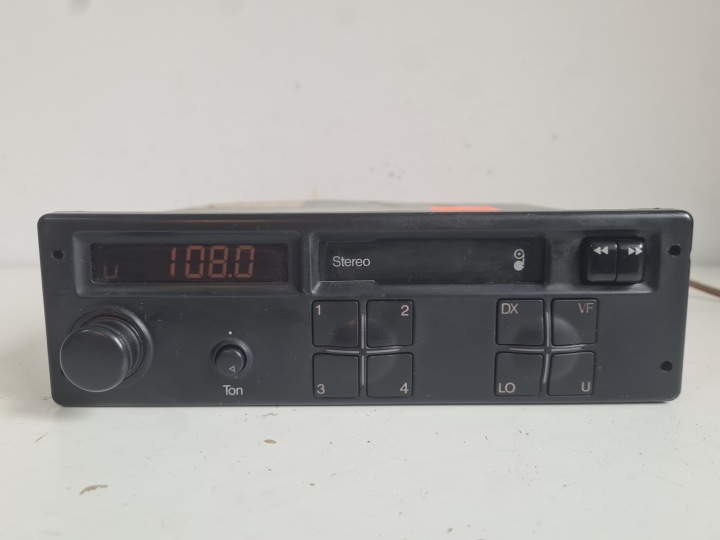 U 108.0
Stereo
1 2
3 4
DX VF
LO U
Ton